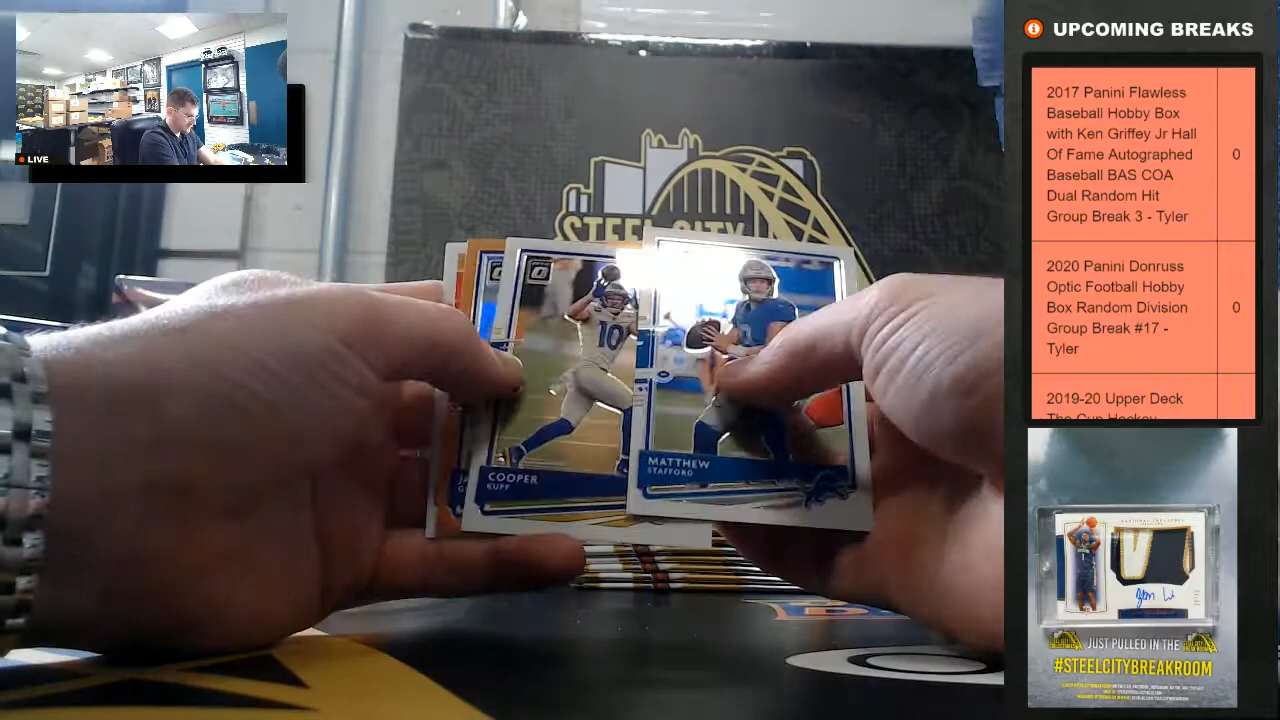 LIVE
STEEL CITY
10
COOPER
KUPP
MATTHEW
STAFFORD
UPCOMING BREAKS
2017 Panini Flawless
Baseball Hobby Box
with Ken Griffey Jr Hall
Of Fame Autographed
Baseball BAS COA
Dual Random Hit
Group Break 3 - Tyler
0
2020 Panini Donruss
Optic Football Hobby
Box Random Division
Group Break #17 -
Tyler
0
2019-20 Upper Deck
The Cup Hockey
JUST PULLED IN THE
#STEELCITYBREAKROOM